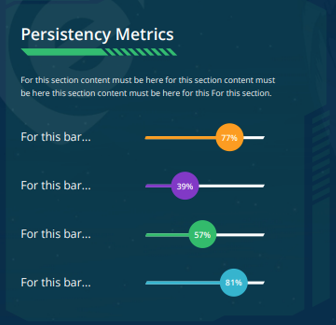 Persistency Metrics
For this section content must be here for this section content must
be here this section content must be here for this For this section.
For this bar... 77%
For this bar... 39%
For this bar... 57%
For this bar... 81%